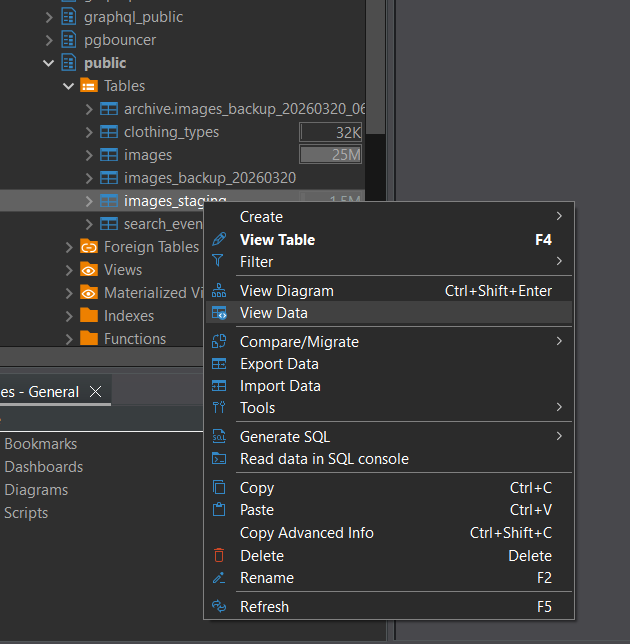 graphql_public
pgbouncer
public
Tables
archive.images_backup_20260320_06
clothing_types 32K
images 25M
images_backup_20260320
images_staging 1.5M
search_even
Foreign Tables
Views
Materialized Vi
Indexes
Functions
Create
View Table F4
Filter
View Diagram Ctrl+Shift+Enter
View Data
Compare/Migrate
Export Data
Import Data
Tools
Generate SQL
Read data in SQL console
Copy Ctrl+C
Paste Ctrl+V
Copy Advanced Info Ctrl+Shift+C
Delete Delete
Rename F2
Refresh F5
es - General
Bookmarks
Dashboards
Diagrams
Scripts